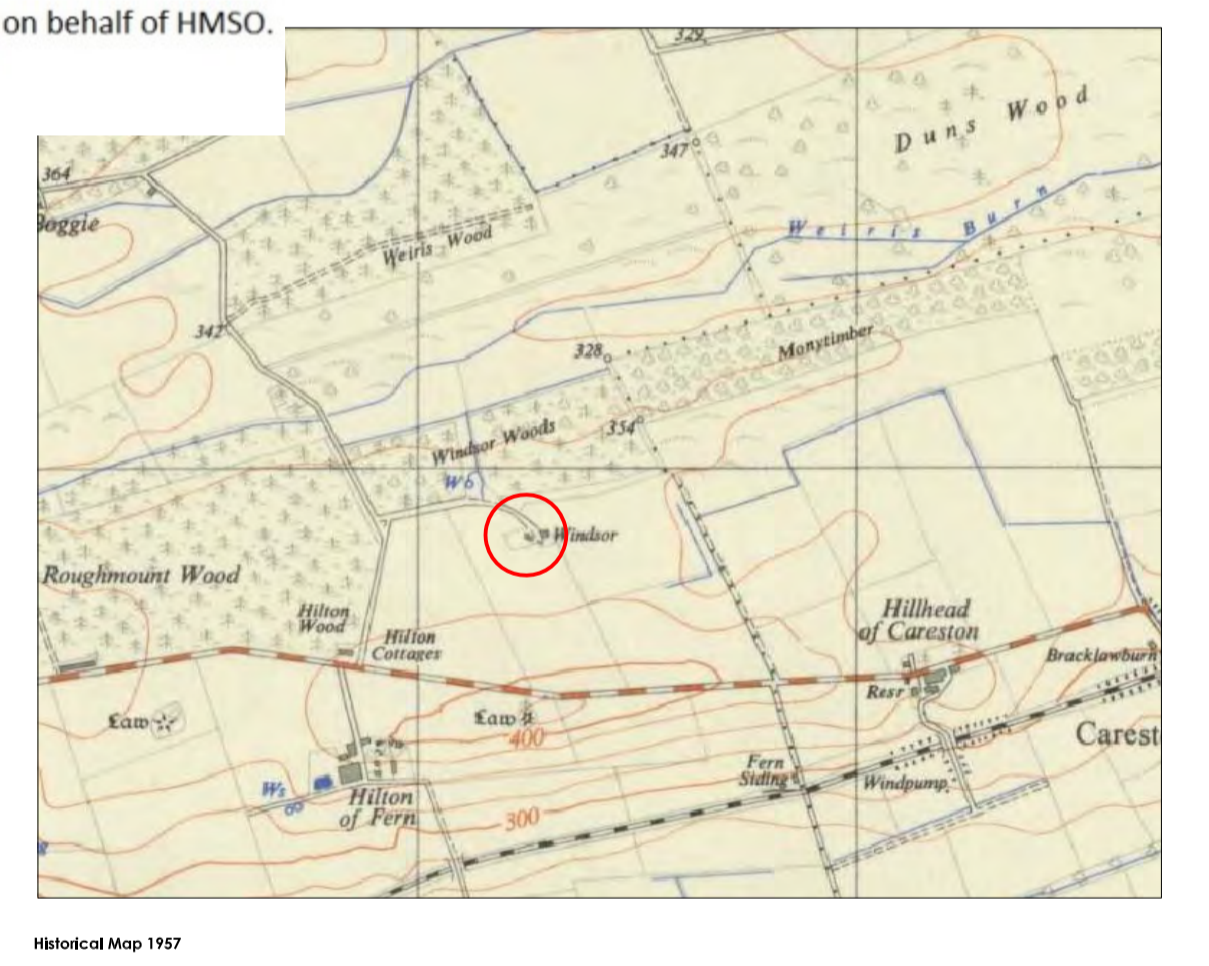 on behalf of HMSO.
329
Duns Wood
347
364
Boggie
Weiris Burn
Weiris Wood
342
328
Monytimber
354
Windsor Woods
W
Windsor
Roughmount Wood
Hilton
Wood
Hilton
Cottages
Hillhead
of Careston
Bracklawburn
Resr
Law
Law
400
Carest
Fern
Siding
Windpump
Ws
Hilton
of Fern
300
Historical Map 1957